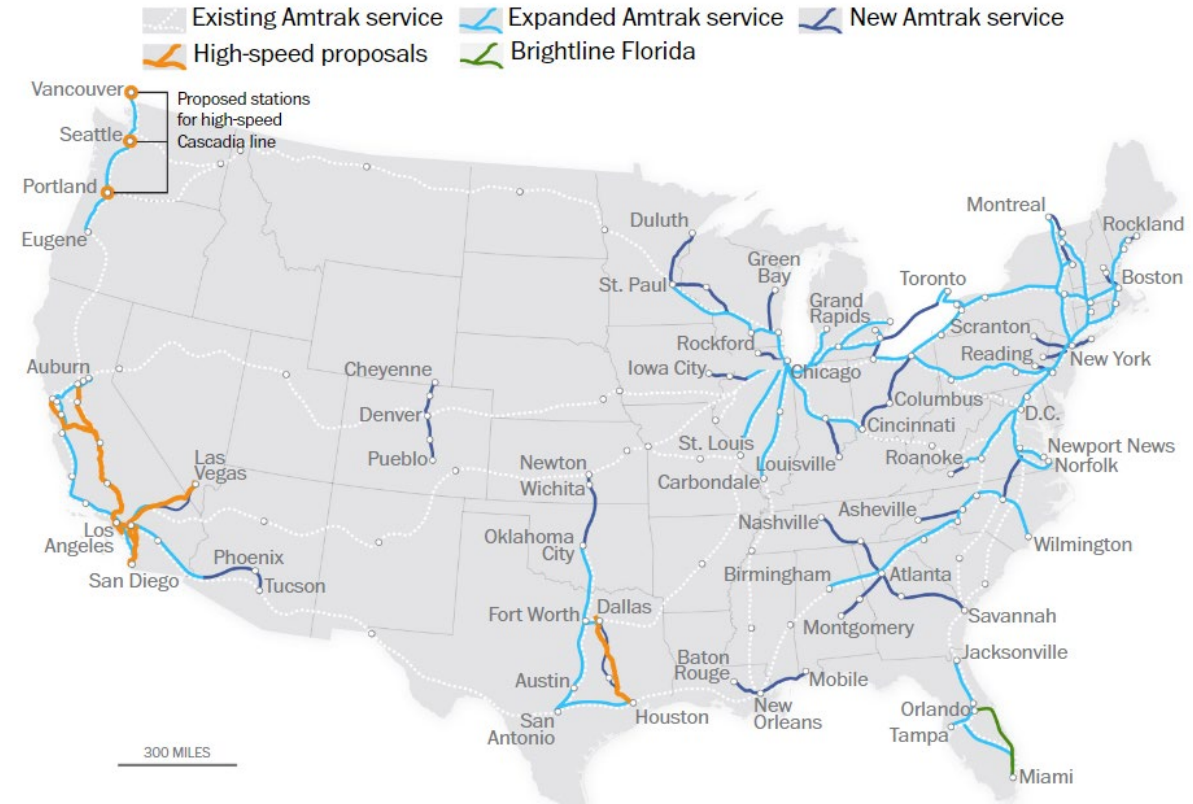 Existing Amtrak service
Expanded Amtrak service
New Amtrak service
High-speed proposals
Brightline Florida
Vancouver
Proposed stations
for high-speed
Cascadia line
Seattle
Portland
Eugene
Montreal
Rockland
Duluth
Green
Bay
St. Paul
Toronto
Boston
Grand
Rapids
Scranton
Rockford
Reading
New York
Auburn
Cheyenne
Iowa City
Chicago
Columbus
Denver
D.C.
Cincinnati
St. Louis
Newport News
Las
Vegas
Pueblo
Newton
Louisville
Roanoke
Norfolk
Wichita
Carbondale
Nashville
Asheville
Los
Angeles
Oklahoma
City
Wilmington
Phoenix
San Diego
Tucson
Birmingham
Atlanta
Fort Worth
Dallas
Savannah
Montgomery
Jacksonville
Baton
Rouge
Mobile
Austin
Orlando
New
Orleans
San
Antonio
Houston
Tampa
300 MILES
Miami